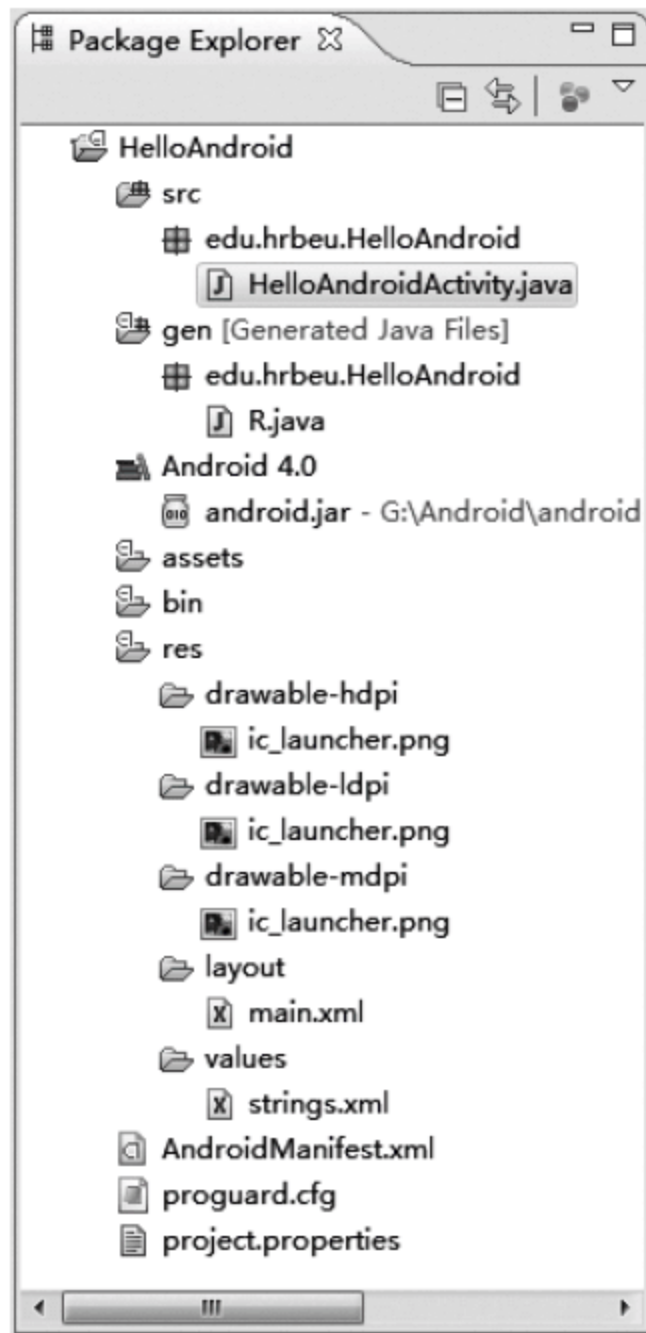 Package Explorer
HelloAndroid
src
edu.hrbeu.HelloAndroid
HelloAndroidActivity.java
gen [Generated Java Files]
edu.hrbeu.HelloAndroid
R.java
Android 4.0
android.jar - G:\Android\android
assets
bin
res
drawable-hdpi
ic_launcher.png
drawable-ldpi
ic_launcher.png
drawable-mdpi
ic_launcher.png
layout
main.xml
values
strings.xml
AndroidManifest.xml
proguard.cfg
project.properties